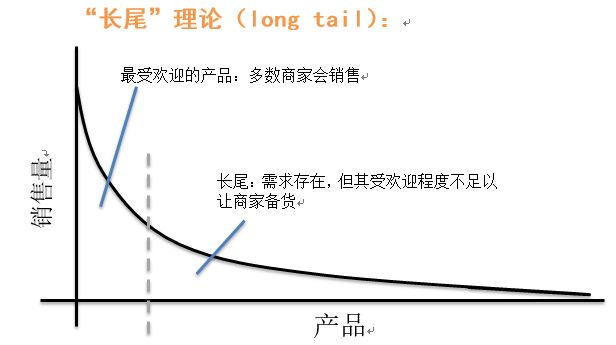 “长尾”理论（long tail）：
最受欢迎的产品：多数商家会销售
长尾：需求存在，但其受欢迎程度不足以
让商家备货
销售量
产品